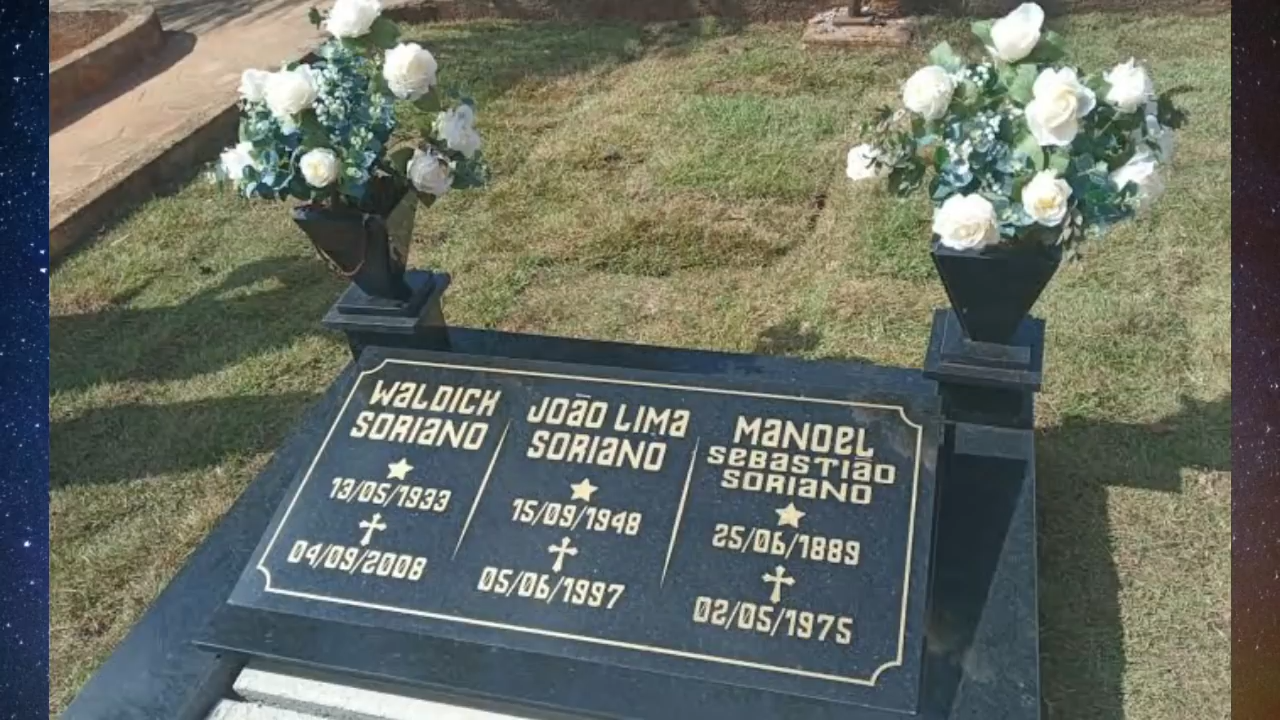 WALDICK
SORIANO
13/05/1933
04/09/2008
JOÃO LIMA
SORIANO
15/09/1948
05/06/1997
MANOEL
SEBASTIÃO
SORIANO
25/06/1889
02/05/1975